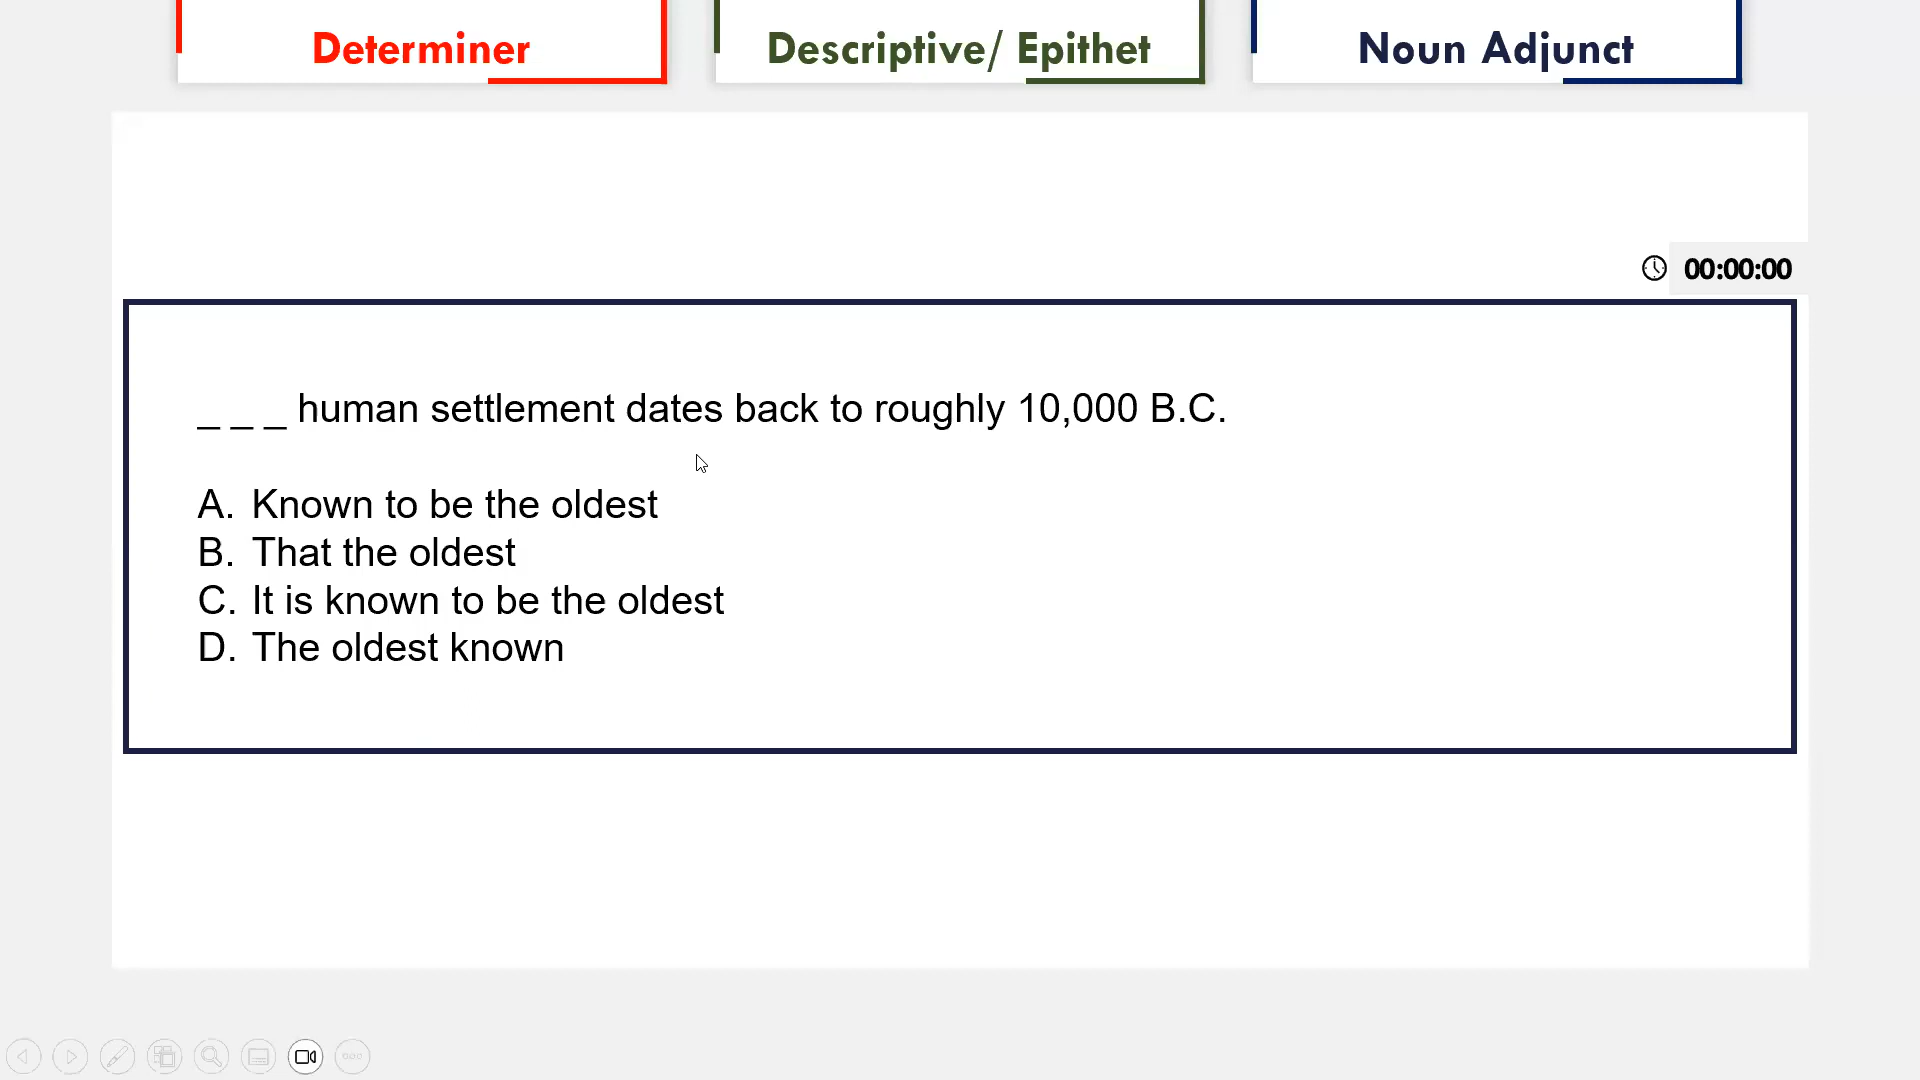 Determiner
Descriptive/ Epithet
Noun Adjunct
00:00:00
_ _ _ human settlement dates back to roughly 10,000 B.C.
A. Known to be the oldest
B. That the oldest
C. It is known to be the oldest
D. The oldest known